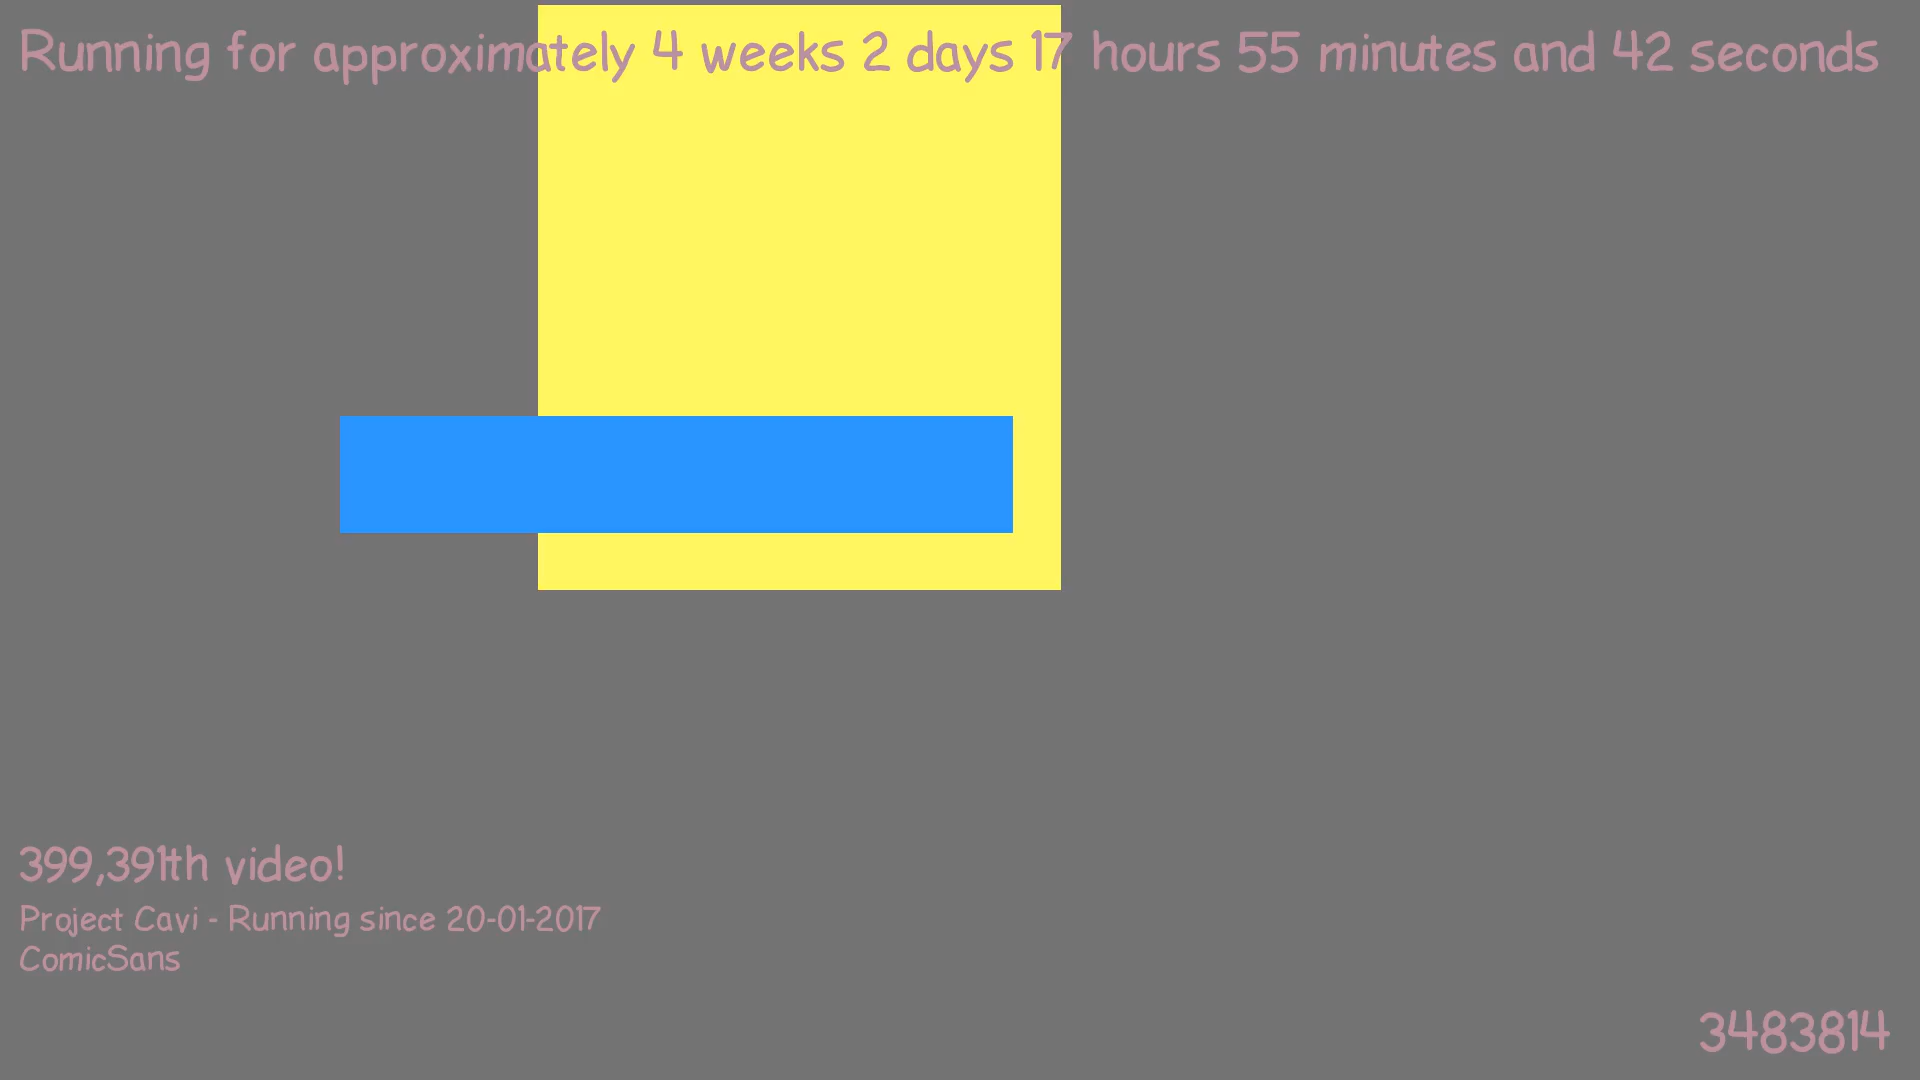 Running for approximately 4 weeks 2 days 17 hours 55 minutes and 42 seconds
399,391th video!
Project Cavi - Running since 20-01-2017
ComicSans
3483814